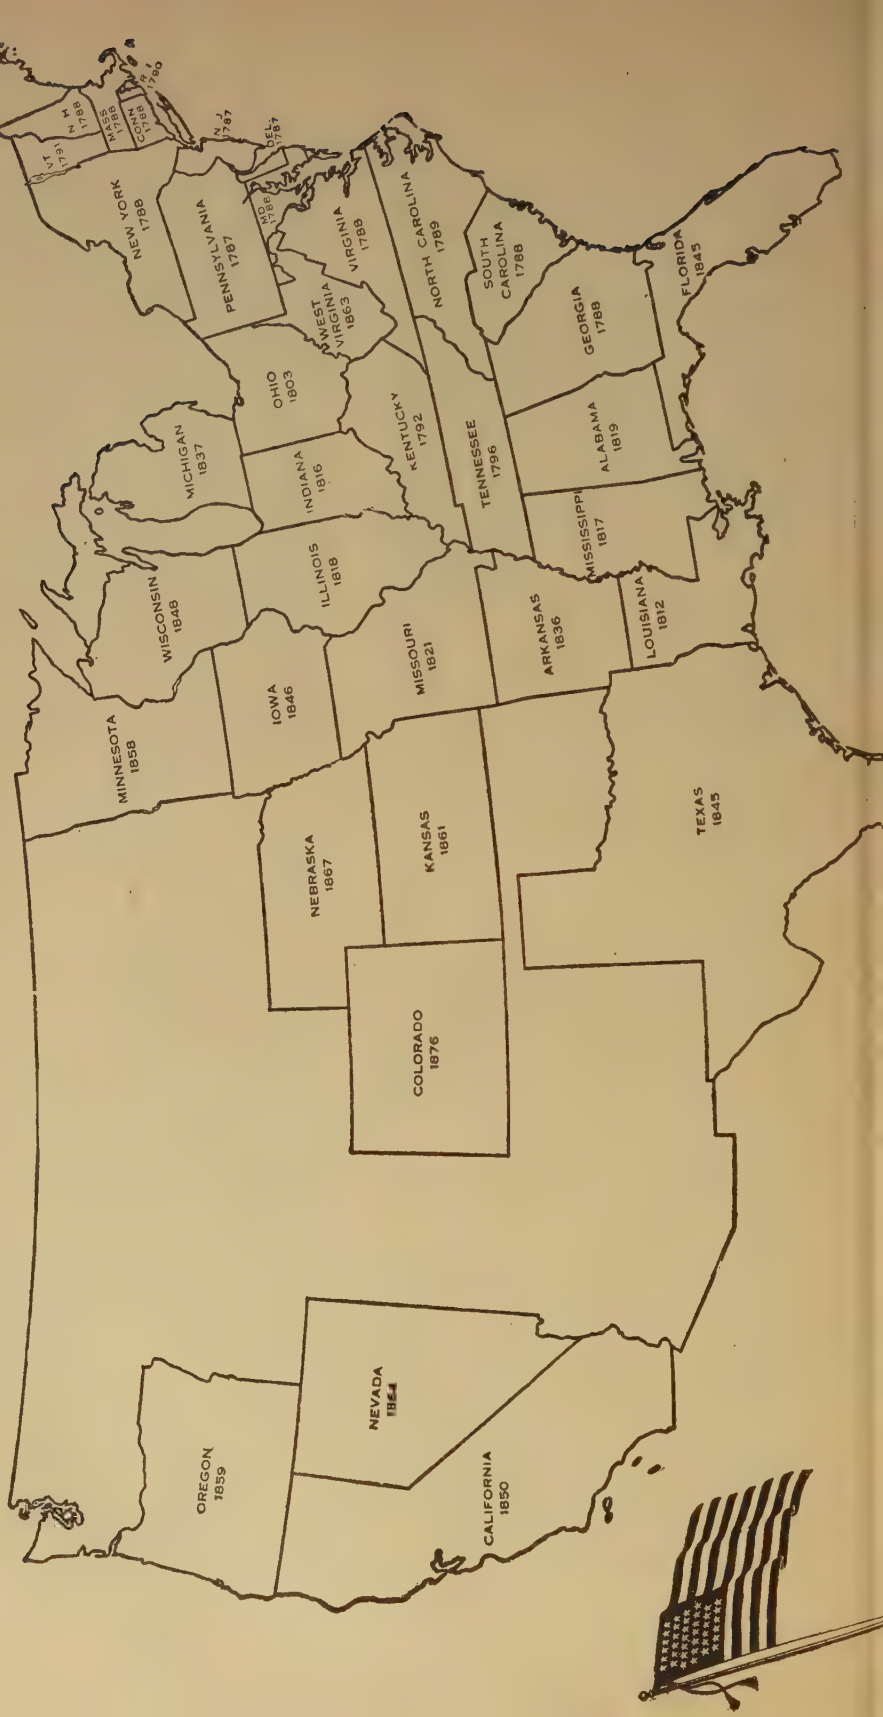 OREGON
1859
CALIFORNIA
1850
NEVADA
1864
COLORADO
1876
NEBRASKA
1867
KANSAS
1861
TEXAS
1845
MINNESOTA
1858
IOWA
1846
MISSOURI
1821
ARKANSAS
1836
LOUISIANA
1812
WISCONSIN
1848
ILLINOIS
1818
MICHIGAN
1837
INDIANA
1816
OHIO
1803
KENTUCKY
1792
TENNESSEE
1796
MISSISSIPPI
1817
ALABAMA
1819
GEORGIA
1788
FLORIDA
1845
SOUTH
CAROLINA
1788
NORTH CAROLINA
1789
WEST
VIRGINIA
1863
VIRGINIA
1788
MD
1788
DEL.
1787
PENNSYLVANIA
1787
N J
1787
NEW YORK
1788
CONN
1788
R I
1790
MASS
1788
VT
1791
N H
1788